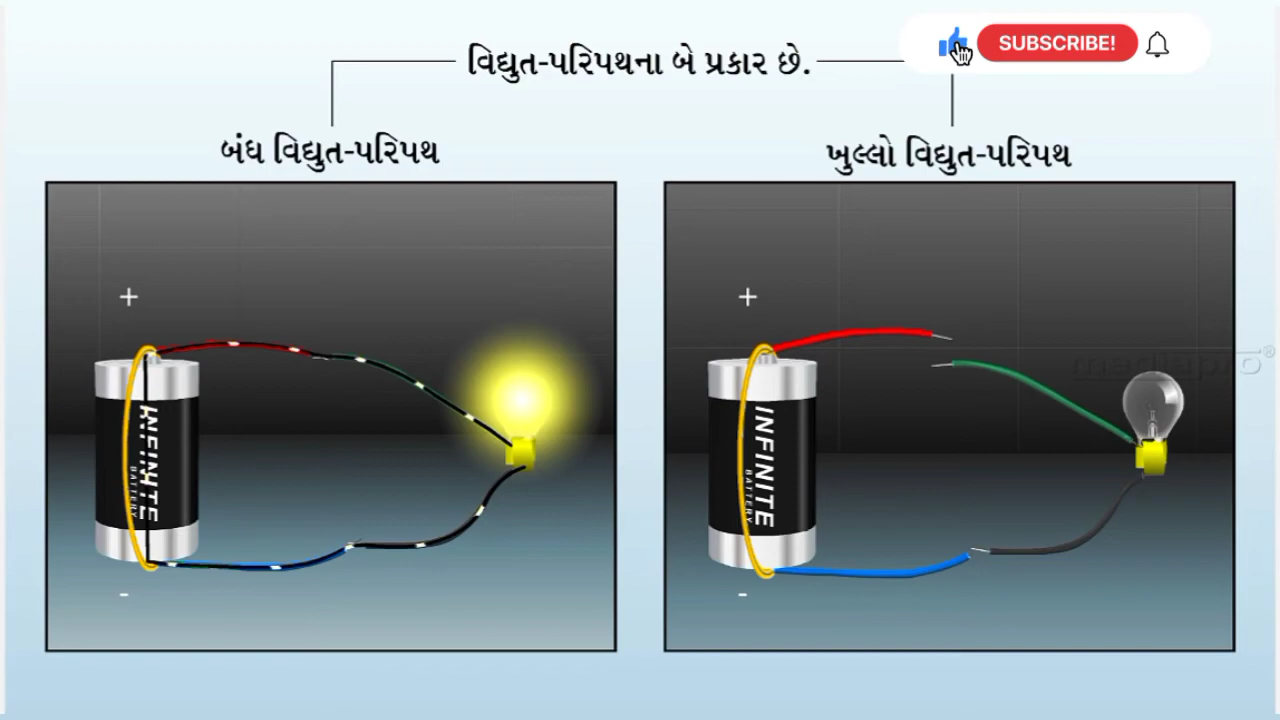 વિદ્યુત-પરિપથના બે પ્રકાર છે.
SUBSCRIBE!
બંધ વિદ્યુત-પરિપથ
ખુલ્લો વિદ્યુત-પરિપથ
+
+
INFINITE
BATTERY
INFINITE
BATTERY
-
-